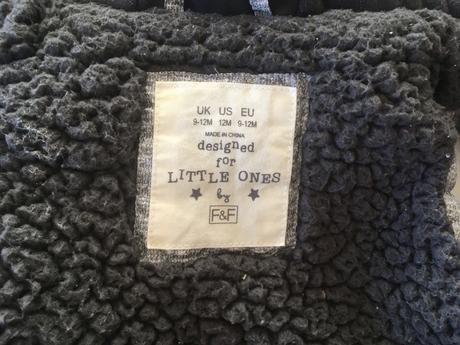 UK US EU
9-12M 12M 9-12M
MADE IN CHINA
designed
for
LITTLE ONES
by
F&F